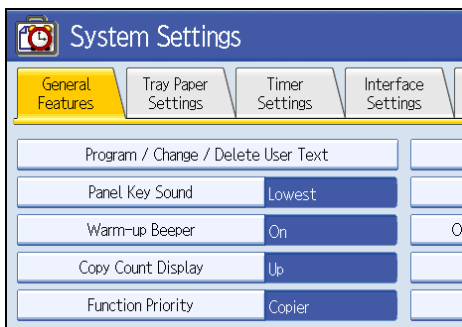 System Settings
General
Features
Tray Paper
Settings
Timer
Settings
Interface
Settings
Program / Change / Delete User Text
Panel Key Sound
Lowest
Warm-up Beeper
On
O
Copy Count Display
Up
Function Priority
Copier